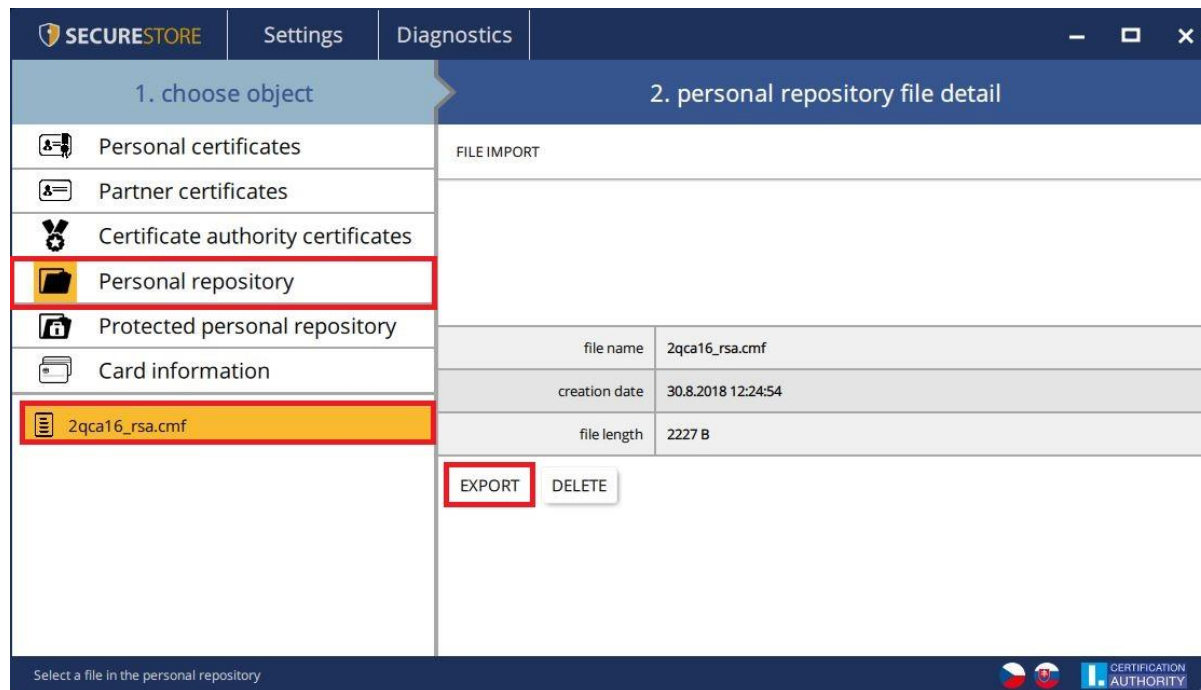 SECURESTORE Settings Diagnostics
1. choose object
2. personal repository file detail
Personal certificates
Partner certificates
Certificate authority certificates
Personal repository
Protected personal repository
Card information
2qca16_rsa.cmf
FILE IMPORT
file name 2qca16_rsa.cmf
creation date 30.8.2018 12:24:54
file length 2227 B
EXPORT DELETE
Select a file in the personal repository
I. CERTIFICATION
AUTHORITY